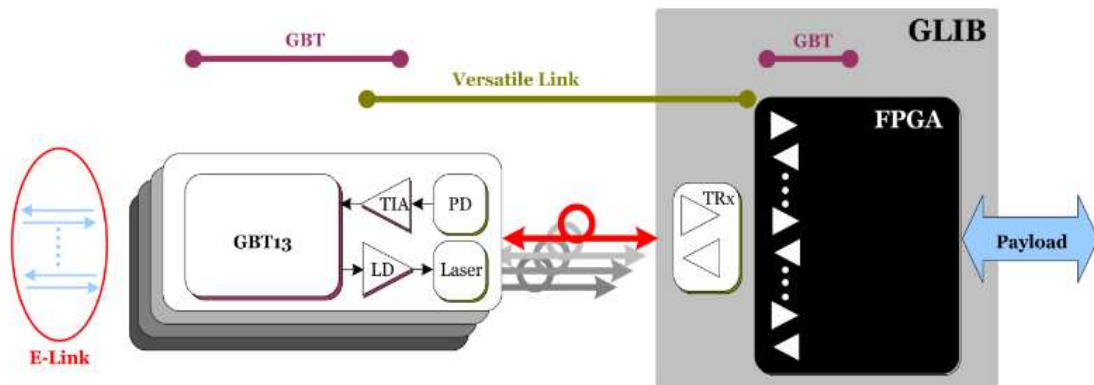 GBT
GLIB
GBT
Versatile Link
FPGA
TIA
PD
TRx
GBT13
Payload
LD
Laser
E-Link